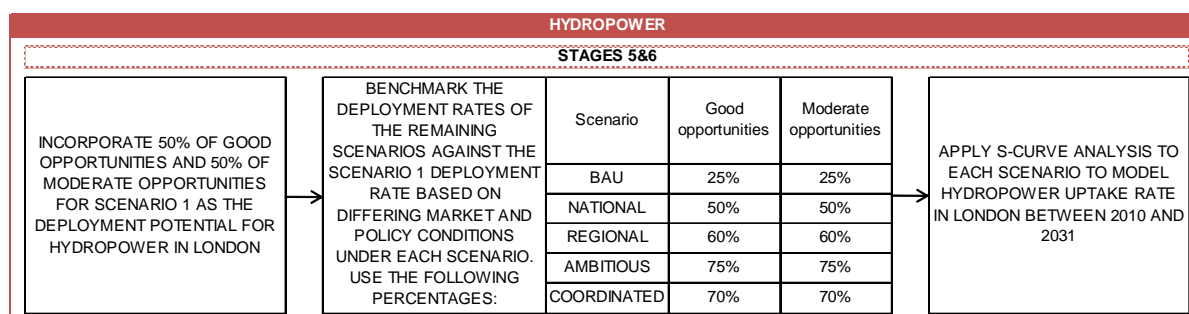 HYDROPOWER
STAGES 5&6
INCORPORATE 50% OF GOOD
OPPORTUNITIES AND 50% OF
MODERATE OPPORTUNITIES
FOR SCENARIO 1 AS THE
DEPLOYMENT POTENTIAL FOR
HYDROPOWER IN LONDON
BENCHMARK THE
DEPLOYMENT RATES OF
THE REMAINING
SCENARIOS AGAINST THE
SCENARIO 1 DEPLOYMENT
RATE BASED ON
DIFFERING MARKET AND
POLICY CONDITIONS
UNDER EACH SCENARIO.
USE THE FOLLOWING
PERCENTAGES:
Scenario Good opportunities Moderate opportunities
BAU 25% 25%
NATIONAL 50% 50%
REGIONAL 60% 60%
AMBITIOUS 75% 75%
COORDINATED 70% 70%
APPLY S-CURVE ANALYSIS TO
EACH SCENARIO TO MODEL
HYDROPOWER UPTAKE RATE
IN LONDON BETWEEN 2010 AND
2031